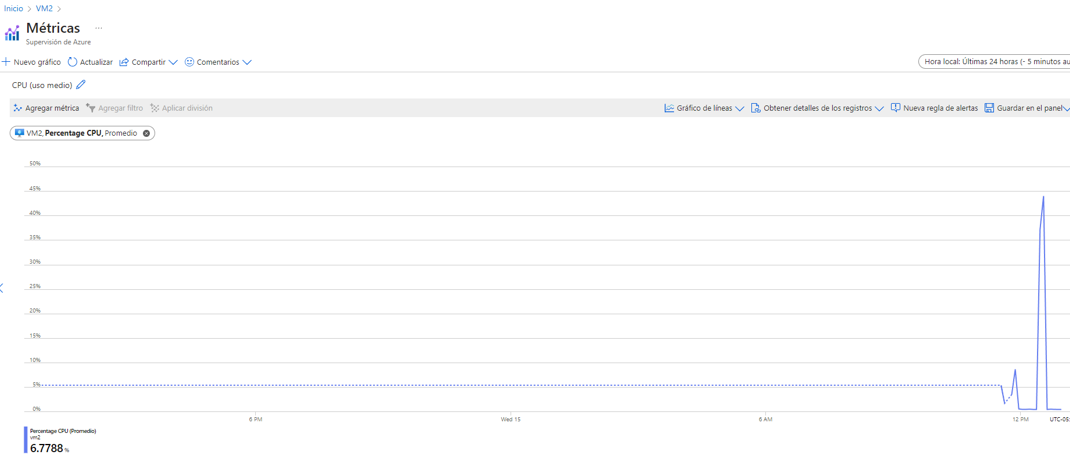 Inicio > VM2 >
Métricas ...
Supervisión de Azure
Nuevo gráfico Actualizar Compartir Comentarios Hora local: Últimas 24 horas (- 5 minutos au
CPU (uso medio)
Agregar métrica Agregar filtro Aplicar división Gráfico de líneas Obtener detalles de los registros Nueva regla de alertas Guardar en el panel
VM2, Percentage CPU, Promedio
50%
45%
40%
35%
30%
25%
20%
15%
10%
5%
0%
6 PM Wed 15 6 AM 12 PM UTC-05:
Percentage CPU (Promedio)
vm2
6.7788 %